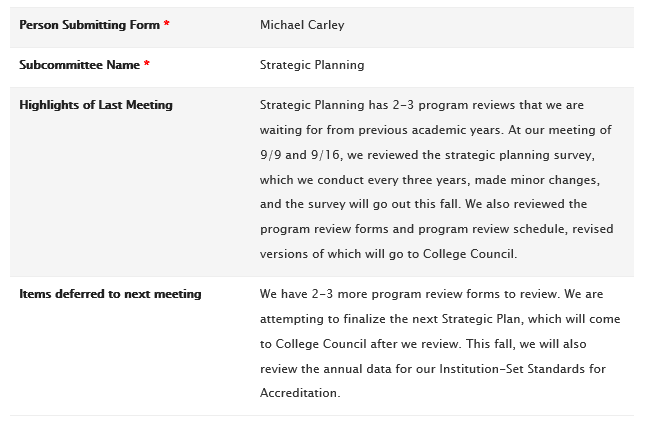 Person Submitting Form * Michael Carley
Subcommittee Name * Strategic Planning
Highlights of Last Meeting Strategic Planning has 2-3 program reviews that we are
waiting for from previous academic years. At our meeting of
9/9 and 9/16, we reviewed the strategic planning survey,
which we conduct every three years, made minor changes,
and the survey will go out this fall. We also reviewed the
program review forms and program review schedule, revised
versions of which will go to College Council.
Items deferred to next meeting We have 2-3 more program review forms to review. We are
attempting to finalize the next Strategic Plan, which will come
to College Council after we review. This fall, we will also
review the annual data for our Institution-Set Standards for
Accreditation.